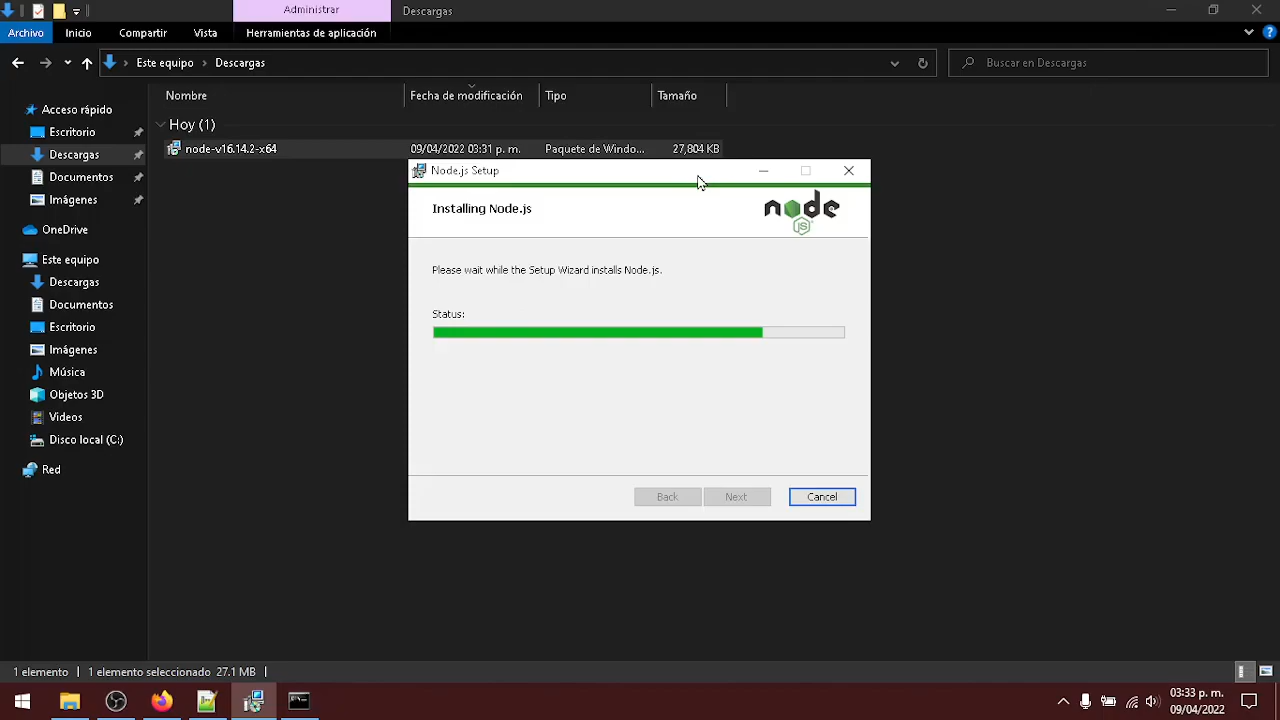 Administrar
Descargas
Archivo
Inicio
Compartir
Vista
Herramientas de aplicación
?
Este equipo > Descargas
Buscar en Descargas
Nombre
Fecha de modificación
Tipo
Tamaño
Acceso rápido
Escritorio
Descargas
Documentos
Imágenes
OneDrive
Este equipo
Descargas
Documentos
Escritorio
Imágenes
Música
Objetos 3D
Videos
Disco local (C:)
Red
Hoy (1)
node-v16.14.2-x64
09/04/2022 03:31 p. m.
Paquete de Windo...
27,804 KB
Node.js Setup
Installing Node.js
node
JS
Please wait while the Setup Wizard installs Node.js.
Status:
Back
Next
Cancel
1 elemento
1 elemento seleccionado 27.1 MB
03:33 p. m.
09/04/2022